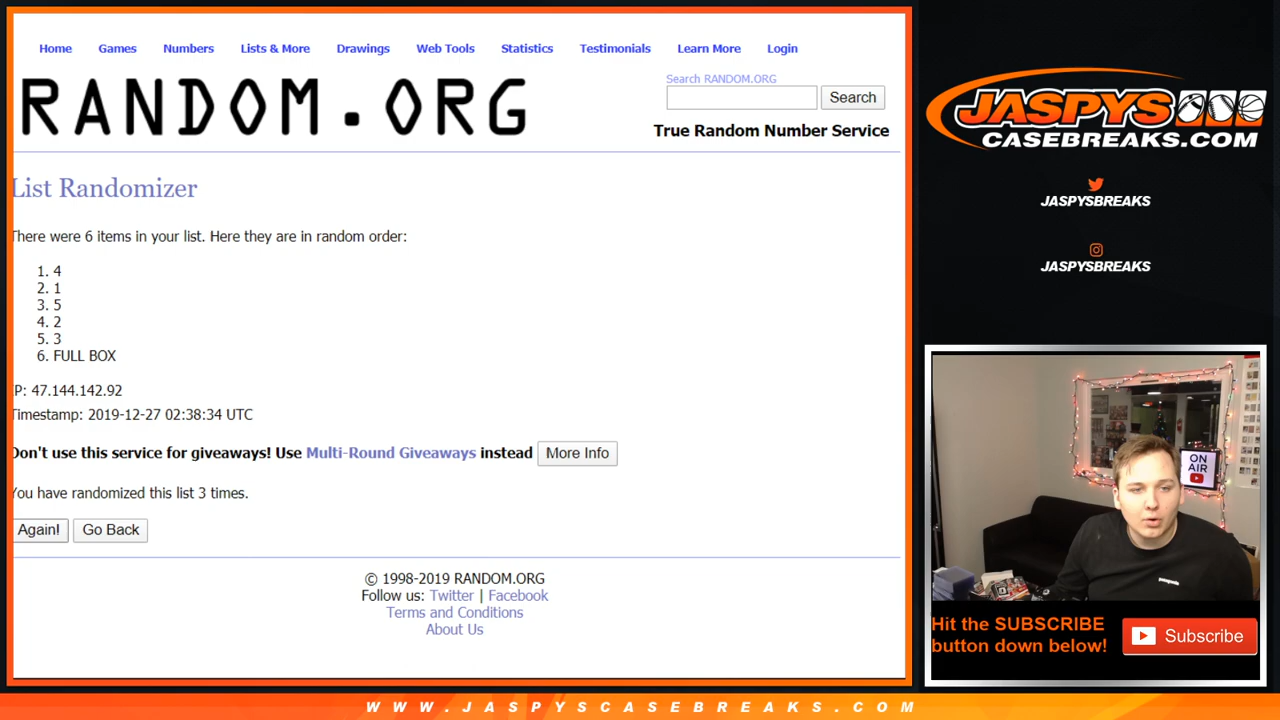 Home Games Numbers Lists & More Drawings Web Tools Statistics Testimonials Learn More Login
RANDOM.ORG
Search RANDOM.ORG
Search
True Random Number Service
List Randomizer
There were 6 items in your list. Here they are in random order:
1. 4
2. 1
3. 5
4. 2
5. 3
6. FULL BOX
IP: 47.144.142.92
Timestamp: 2019-12-27 02:38:34 UTC
Don't use this service for giveaways! Use Multi-Round Giveaways instead More Info
You have randomized this list 3 times.
Again! Go Back
© 1998-2019 RANDOM.ORG
Follow us: Twitter | Facebook
Terms and Conditions
About Us
JASPYS
CASEBREAKS.COM
JASPYSBREAKS
JASPYSBREAKS
ON
AIR
Hit the SUBSCRIBE
button down below!
Subscribe
WWW.JASPYSCASEBREAKS.COM